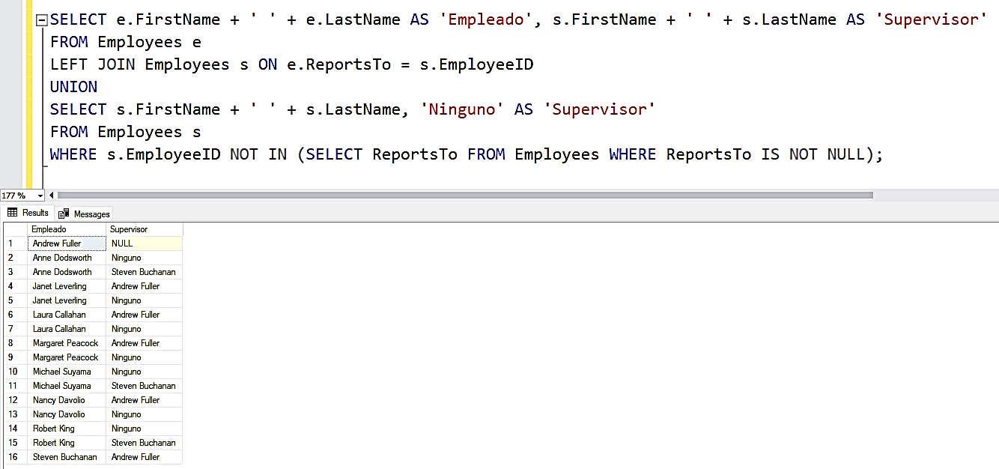 SELECT e.FirstName + ' ' + e.LastName AS 'Empleado', s.FirstName + ' ' + s.LastName AS 'Supervisor'
FROM Employees e
LEFT JOIN Employees s ON e.ReportsTo = s.EmployeeID
UNION
SELECT s.FirstName + ' ' + s.LastName, 'Ninguno' AS 'Supervisor'
FROM Employees s
WHERE s.EmployeeID NOT IN (SELECT ReportsTo FROM Employees WHERE ReportsTo IS NOT NULL);
177 %
Results Messages
Empleado Supervisor
1 Andrew Fuller NULL
2 Anne Dodsworth Ninguno
3 Anne Dodsworth Steven Buchanan
4 Janet Leverling Andrew Fuller
5 Janet Leverling Ninguno
6 Laura Callahan Andrew Fuller
7 Laura Callahan Ninguno
8 Margaret Peacock Andrew Fuller
9 Margaret Peacock Ninguno
10 Michael Suyama Ninguno
11 Michael Suyama Steven Buchanan
12 Nancy Davolio Andrew Fuller
13 Nancy Davolio Ninguno
14 Robert King Ninguno
15 Robert King Steven Buchanan
16 Steven Buchanan Andrew Fuller